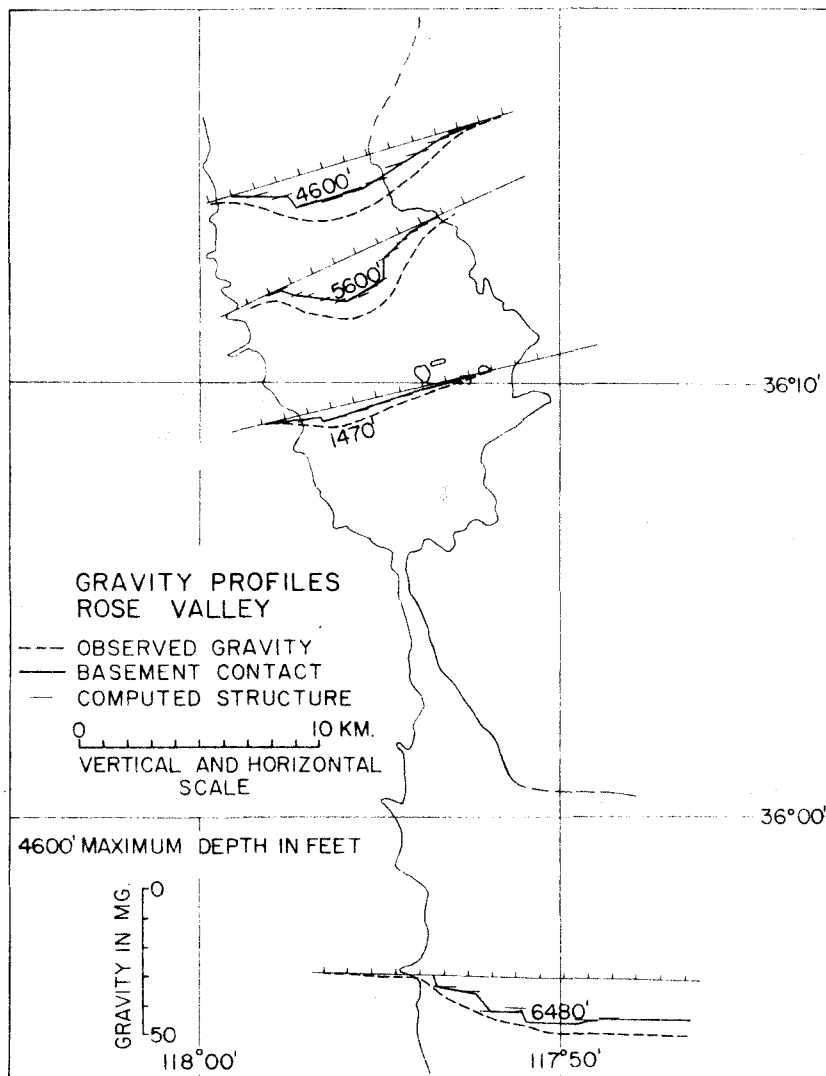 4600'
5600'
36°10'
1470'
GRAVITY PROFILES
ROSE VALLEY
OBSERVED GRAVITY
BASEMENT CONTACT
COMPUTED STRUCTURE
0 10 KM.
VERTICAL AND HORIZONTAL
SCALE
36°00'
4600' MAXIMUM DEPTH IN FEET
GRAVITY IN MG.
0
50
6480'
118°00' 117°50'